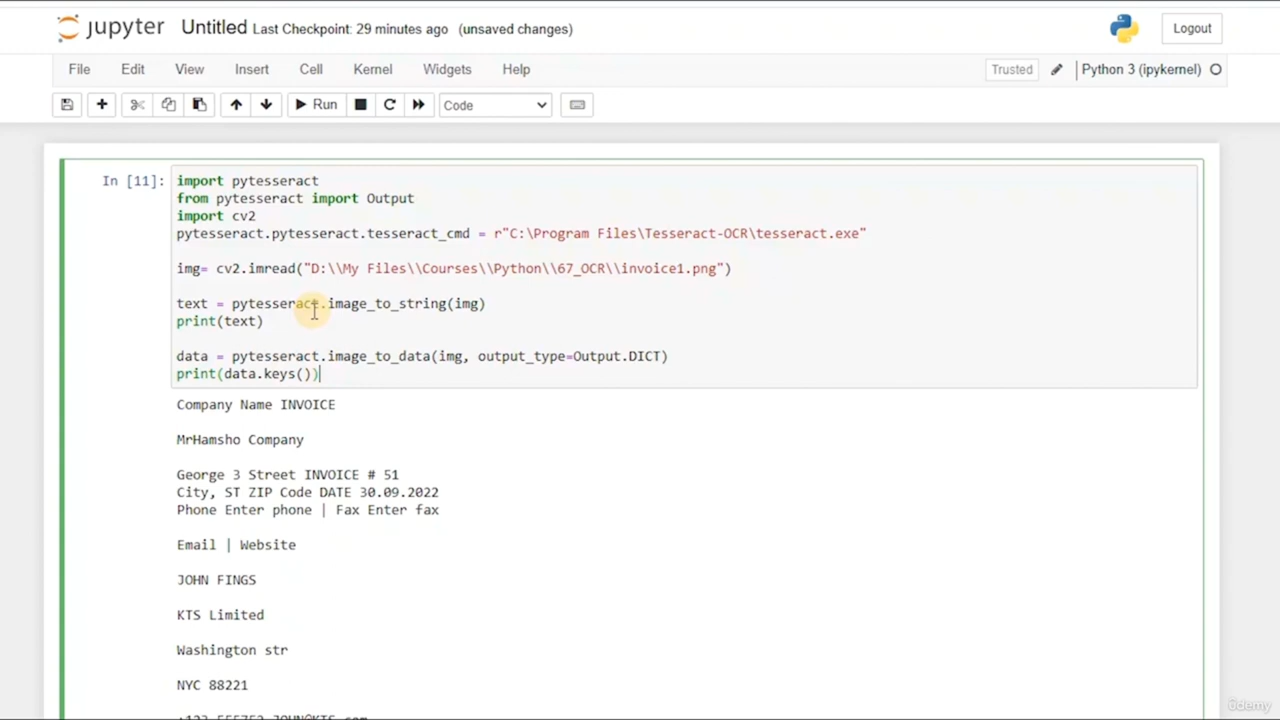 jupyter Untitled Last Checkpoint: 29 minutes ago (unsaved changes) Logout
File Edit View Insert Cell Kernel Widgets Help Trusted Python 3 (ipykernel)
Run Code
In [11]:
import pytesseract
from pytesseract import Output
import cv2
pytesseract.pytesseract.tesseract_cmd = r"C:\Program Files\Tesseract-OCR\tesseract.exe"
img= cv2.imread("D:\\My Files\\Courses\\Python\\67_OCR\\invoice1.png")
text = pytesseract.image_to_string(img)
print(text)
data = pytesseract.image_to_data(img, output_type=Output.DICT)
print(data.keys())
Company Name INVOICE
MrHamsho Company
George 3 Street INVOICE # 51
City, ST ZIP Code DATE 30.09.2022
Phone Enter phone | Fax Enter fax
Email | Website
JOHN FINGS
KTS Limited
Washington str
NYC 88221
udemy